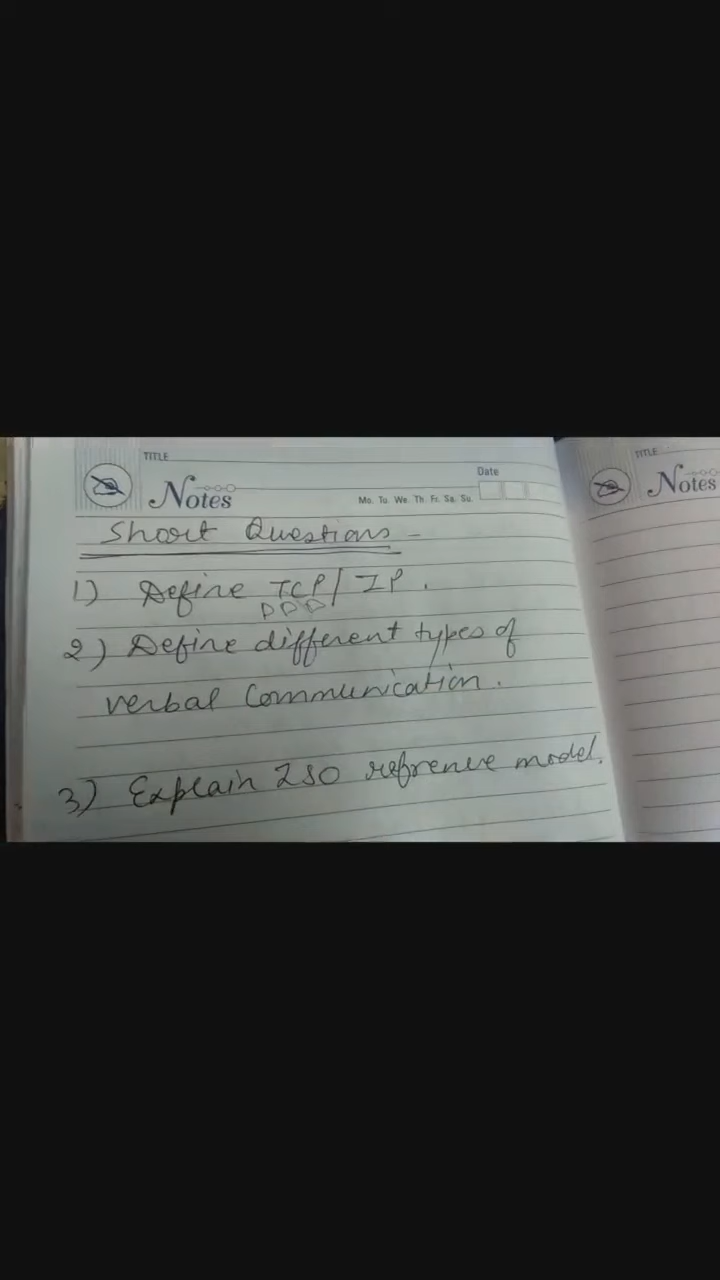 TITLE
Notes
Date
Mo. Tu. We. Th. Fr. Sa. Su.
Short Questions -
1) Define TCP/IP.
PPP
2) Define different types of
verbal communication.
3) Explain ISO refrence model.
TITLE
Notes